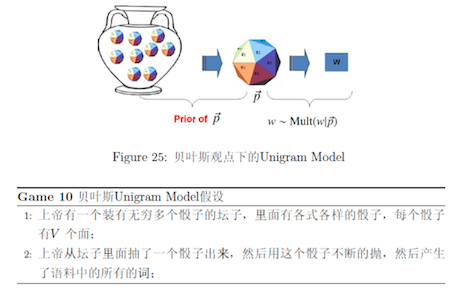 W
Prior of p⃗
p⃗
w ~ Mult(w|p⃗)
Figure 25: 贝叶斯观点下的Unigram Model
Game 10 贝叶斯Unigram Model假设
1: 上帝有一个装有无穷多个骰子的坛子，里面有各式各样的骰子，每个骰子
有V 个面；
2: 上帝从坛子里面抽了一个骰子出来，然后用这个骰子不断的抛，然后产生
了语料中的所有的词；